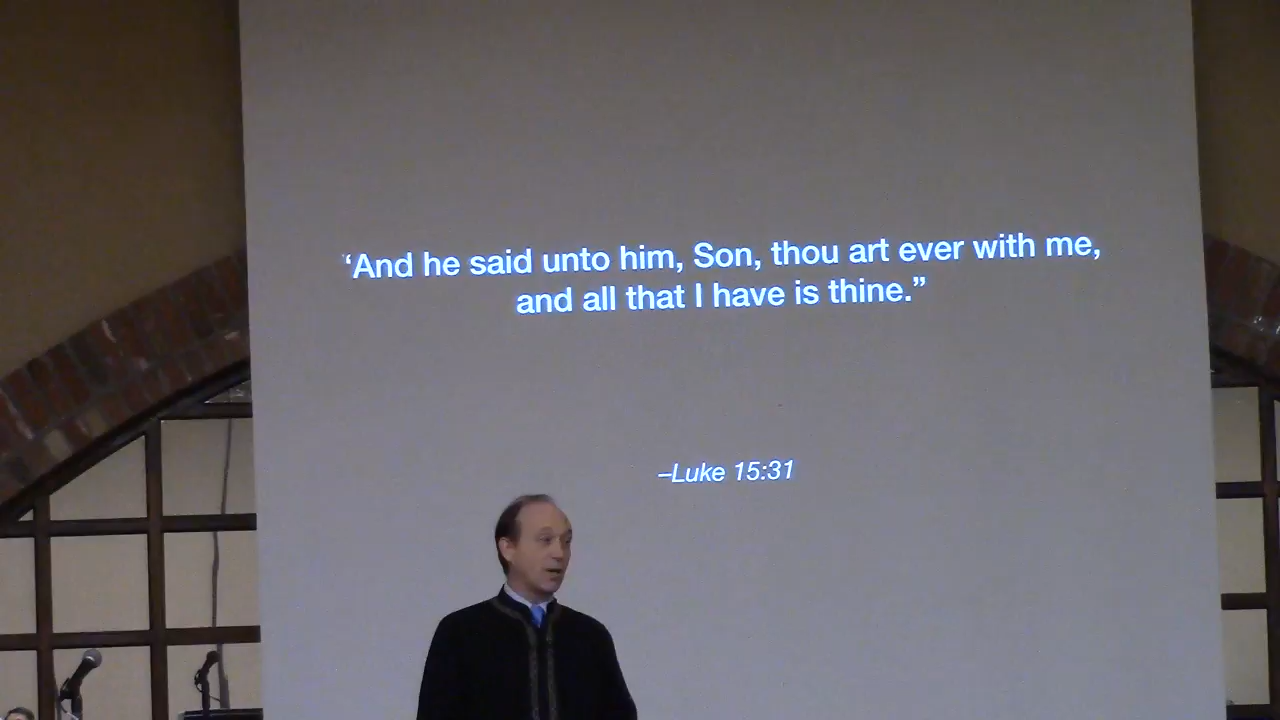 “And he said unto him, Son, thou art ever with me,
and all that I have is thine.”
–Luke 15:31